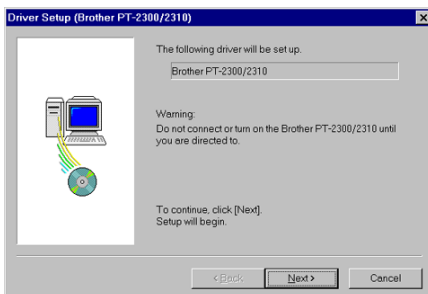 Driver Setup (Brother PT-2300/2310)
The following driver will be set up.
Brother PT-2300/2310
Warning:
Do not connect or turn on the Brother PT-2300/2310 until
you are directed to.
To continue, click [Next].
Setup will begin.
< Back
Next >
Cancel